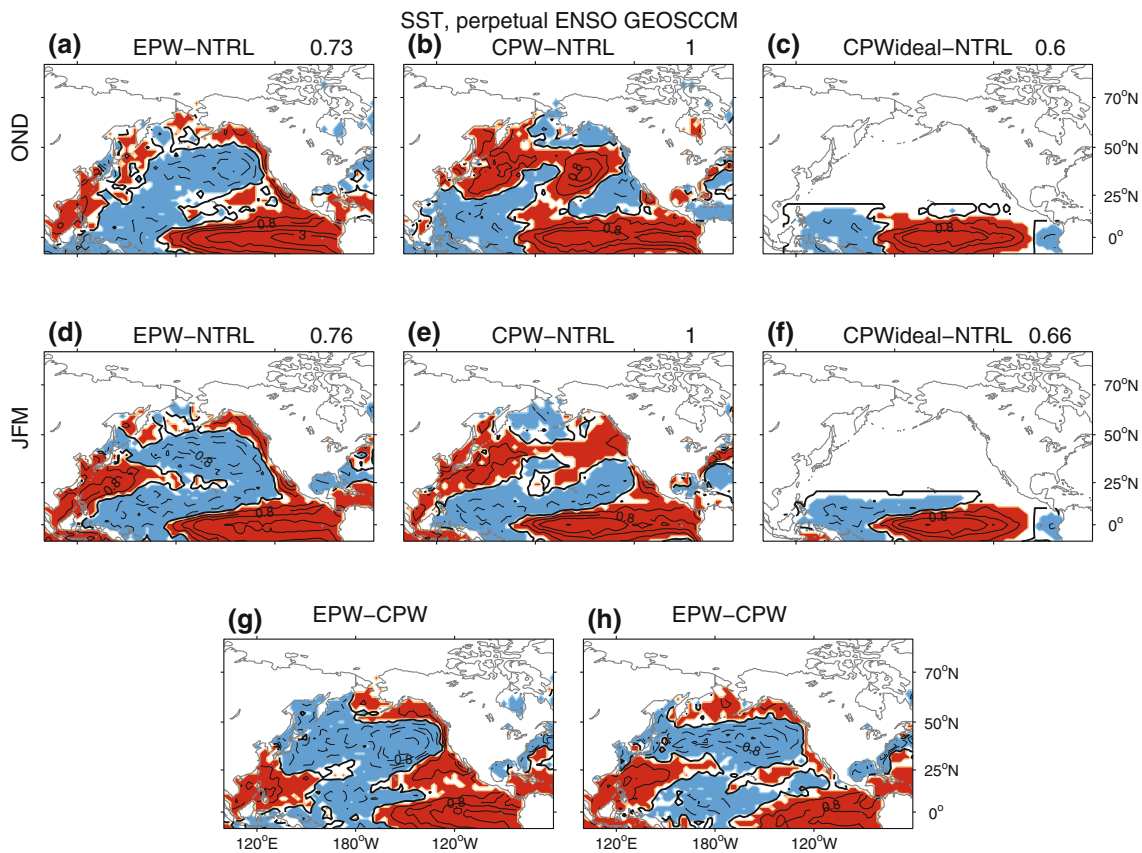 SST, perpetual ENSO GEOSCCM
(a) EPW−NTRL 0.73
(b) CPW−NTRL 1
(c) CPWideal−NTRL 0.6
OND
0.8
3
0.8
0.8
70°N
50°N
25°N
0°
(d) EPW−NTRL 0.76
(e) CPW−NTRL 1
(f) CPWideal−NTRL 0.66
JFM
0.8
0.8
0.8
0.8
0.8
70°N
50°N
25°N
0°
(g) EPW−CPW
(h) EPW−CPW
0.8
0.8
0.8
0.8
70°N
50°N
25°N
0°
120°E 180°W 120°W
120°E 180°W 120°W